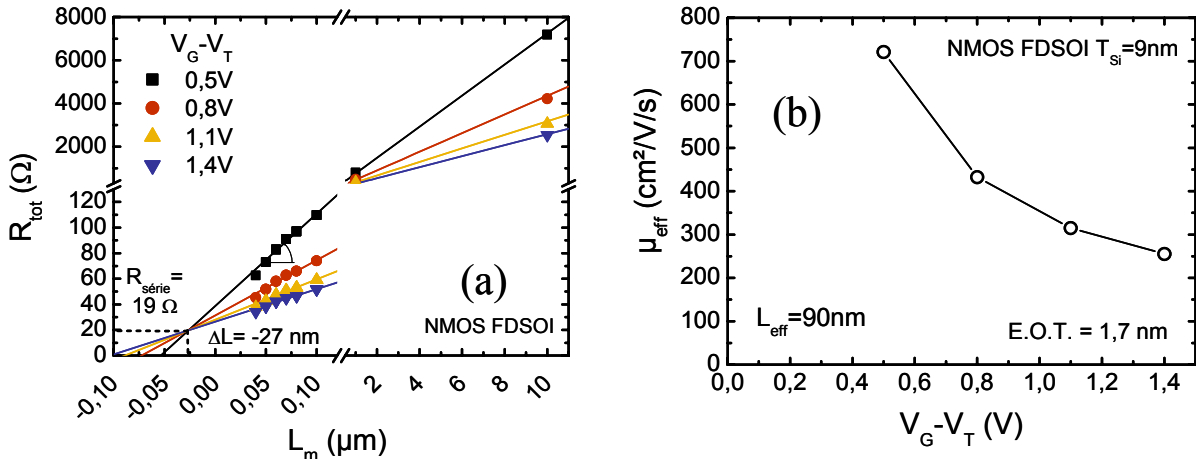 V_G-V_T
0,5V
0,8V
1,1V
1,4V
8000
6000
4000
2000
120
100
80
60
40
20
0
R_tot (Ω)
R_série=
19 Ω
ΔL= -27 nm
(a)
NMOS FDSOI
-0,10
-0,05
0,00
0,05
0,10
2
4
6
8
10
L_m (µm)
800
700
600
500
400
300
200
100
0
µ_eff (cm²/V/s)
NMOS FDSOI T_Si=9nm
(b)
L_eff=90nm
E.O.T. = 1,7 nm
0,0
0,2
0,4
0,6
0,8
1,0
1,2
1,4
V_G-V_T (V)